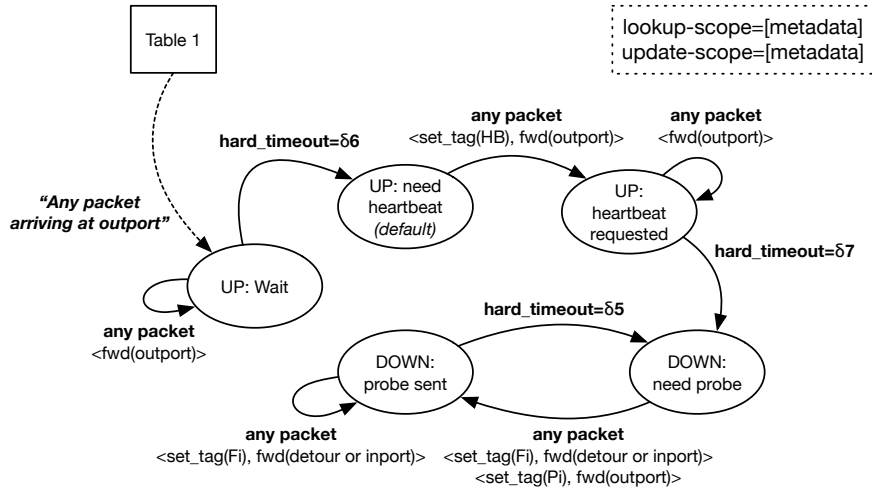 Table 1
lookup-scope=[metadata]
update-scope=[metadata]
any packet
<set_tag(HB), fwd(outport)>
any packet
<fwd(outport)>
hard_timeout=δ6
UP: need
heartbeat
(default)
UP:
heartbeat
requested
“Any packet
arriving at outport”
hard_timeout=δ7
UP: Wait
hard_timeout=δ5
any packet
<fwd(outport)>
DOWN:
probe sent
DOWN:
need probe
any packet
<set_tag(Fi), fwd(detour or inport)>
any packet
<set_tag(Fi), fwd(detour or inport)>
<set_tag(Pi), fwd(outport)>